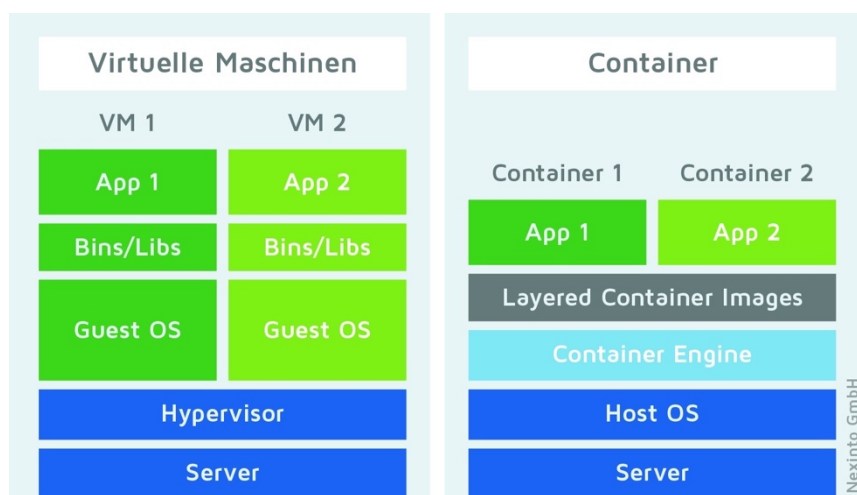 Virtuelle Maschinen
VM 1 VM 2
App 1 App 2
Bins/Libs Bins/Libs
Guest OS Guest OS
Hypervisor
Server
Container
Container 1 Container 2
App 1 App 2
Layered Container Images
Container Engine
Host OS
Server
Nexinto GmbH